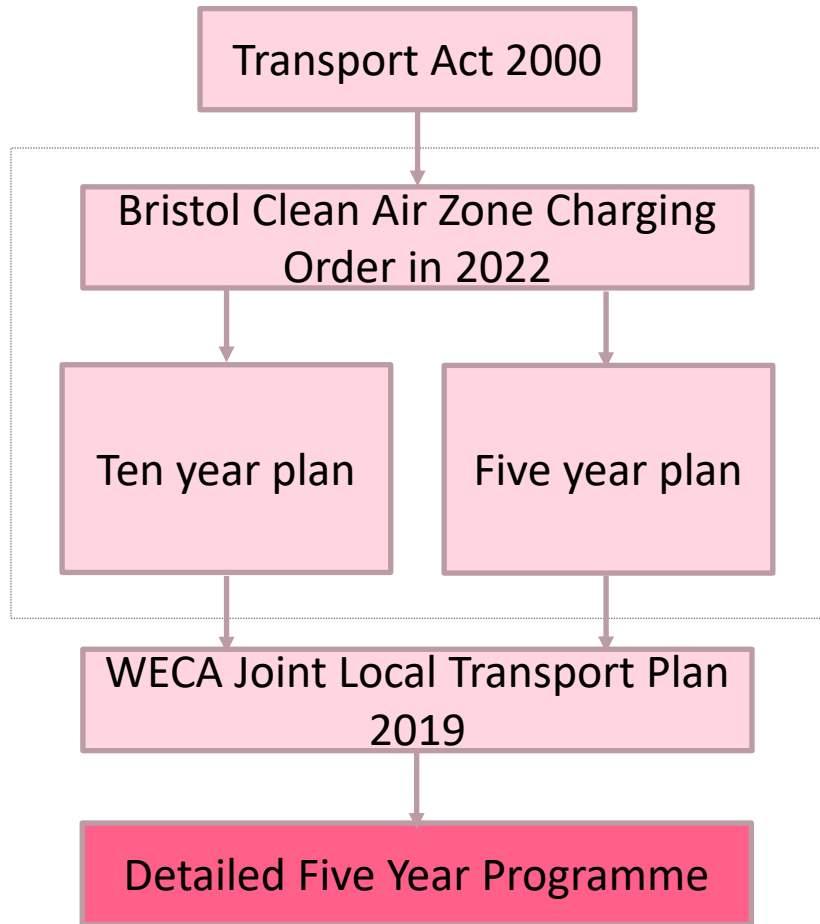 Transport Act 2000
Bristol Clean Air Zone Charging
Order in 2022
Ten year plan
Five year plan
WECA Joint Local Transport Plan
2019
Detailed Five Year Programme